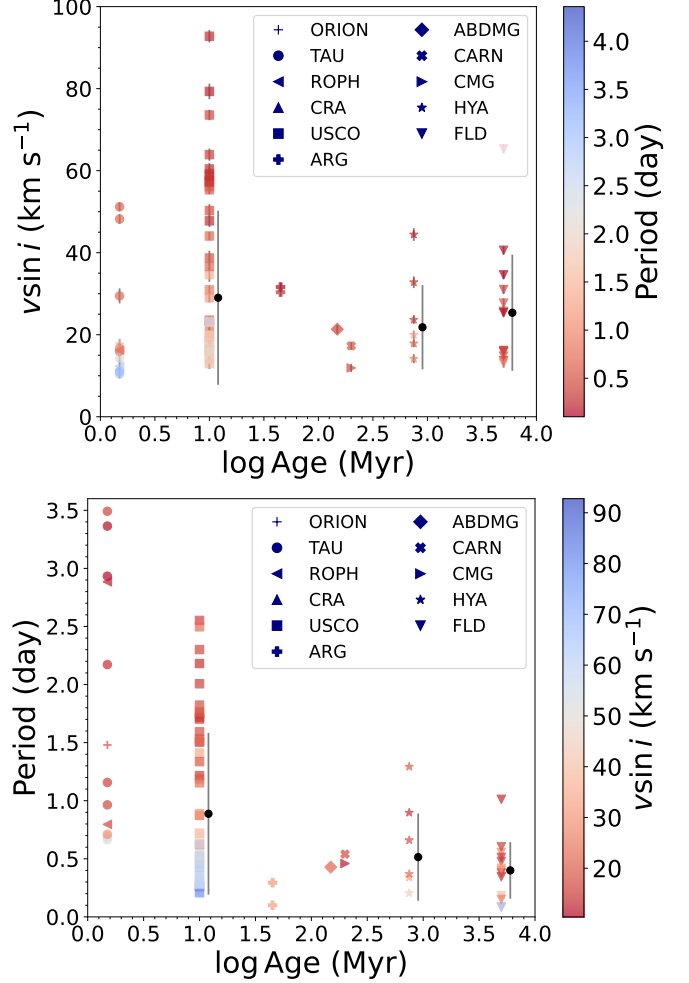 100
80
60
40
20
0
v sin i (km s−1)
ORION
TAU
ROPH
CRA
USCO
ARG
ABDMG
CARN
CMG
HYA
FLD
0.0 0.5 1.0 1.5 2.0 2.5 3.0 3.5 4.0
log Age (Myr)
4.0
3.5
3.0
2.5
2.0
1.5
1.0
0.5
Period (day)
3.5
3.0
2.5
2.0
1.5
1.0
0.5
0.0
Period (day)
ORION
TAU
ROPH
CRA
USCO
ARG
ABDMG
CARN
CMG
HYA
FLD
0.0 0.5 1.0 1.5 2.0 2.5 3.0 3.5 4.0
log Age (Myr)
90
80
70
60
50
40
30
20
v sin i (km s−1)